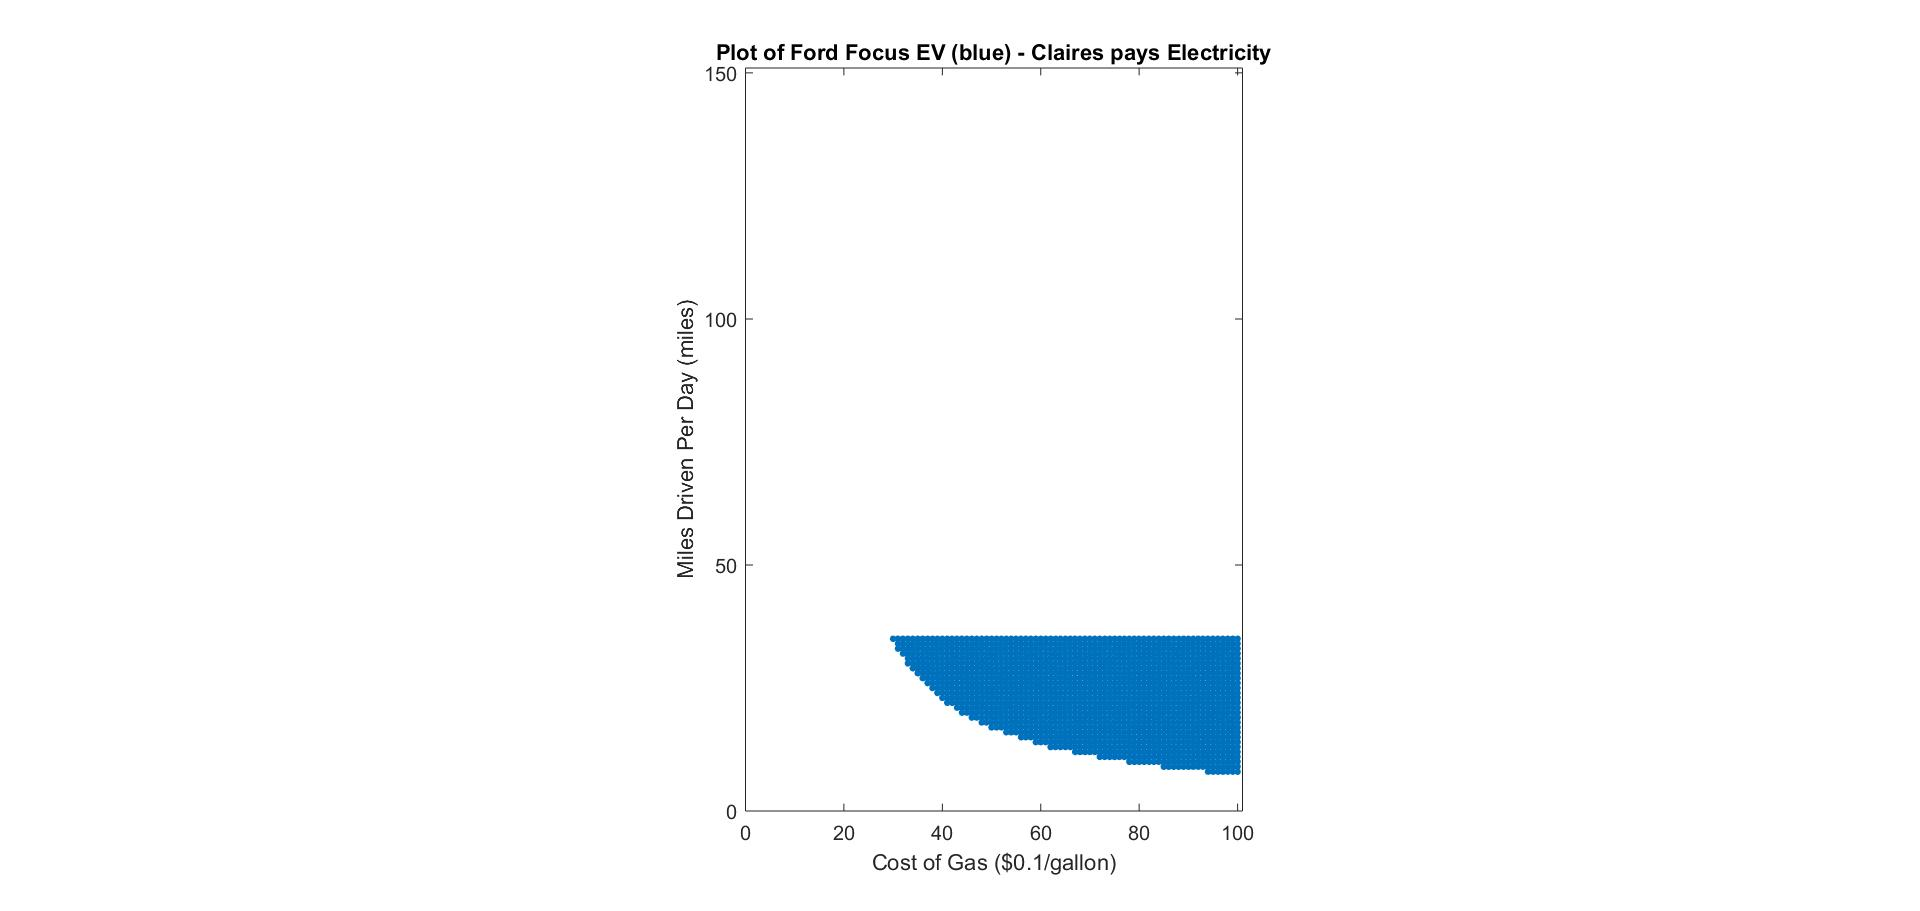 Plot of Ford Focus EV (blue) - Claires pays Electricity
150
100
50
0
Miles Driven Per Day (miles)
0 20 40 60 80 100
Cost of Gas ($0.1/gallon)